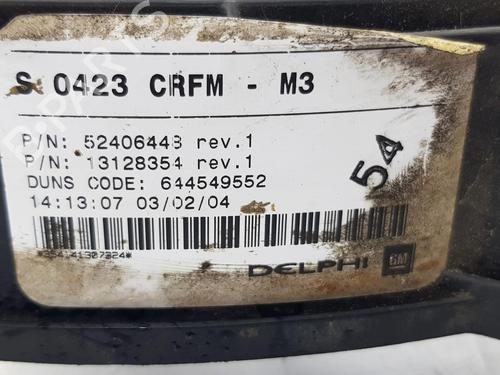 S 0423 CRFM - M3
P/N: 52406448 rev.1
P/N: 13128354 rev.1
DUNS CODE: 644549552
14:13:07 03/02/04
54
DELPHI GM